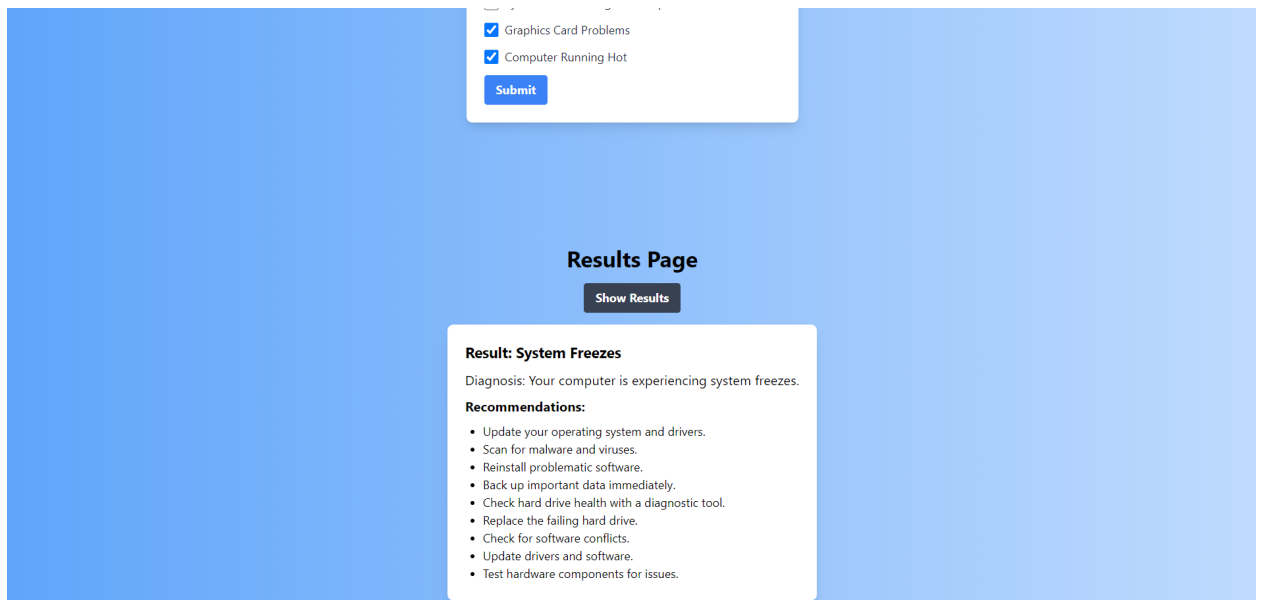 Graphics Card Problems
Computer Running Hot
Submit
Results Page
Show Results
Result: System Freezes
Diagnosis: Your computer is experiencing system freezes.
Recommendations:
Update your operating system and drivers.
Scan for malware and viruses.
Reinstall problematic software.
Back up important data immediately.
Check hard drive health with a diagnostic tool.
Replace the failing hard drive.
Check for software conflicts.
Update drivers and software.
Test hardware components for issues.